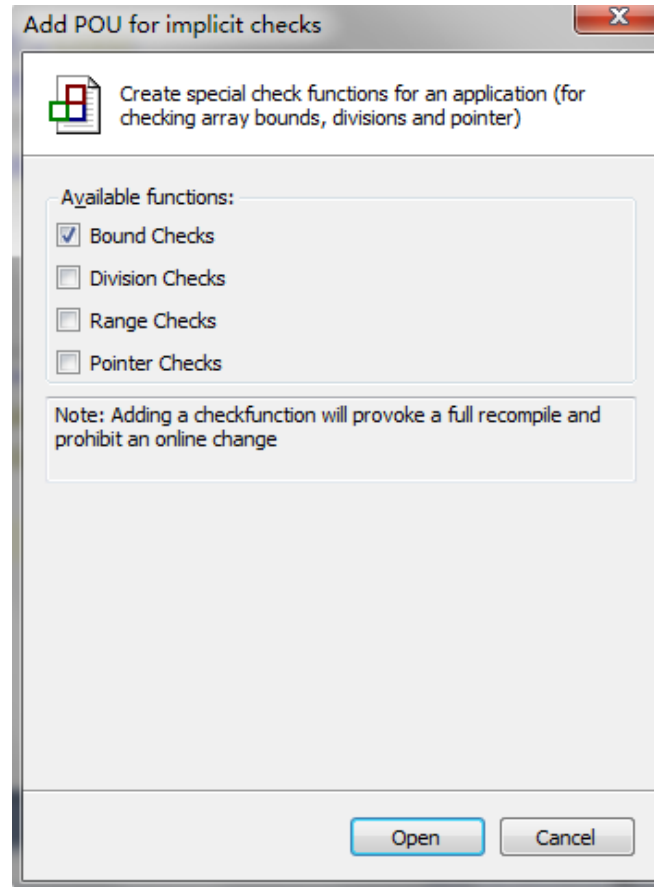 Add POU for implicit checks
Create special check functions for an application (for
checking array bounds, divisions and pointer)
Available functions:
Bound Checks
Division Checks
Range Checks
Pointer Checks
Note: Adding a checkfunction will provoke a full recompile and
prohibit an online change
Open
Cancel